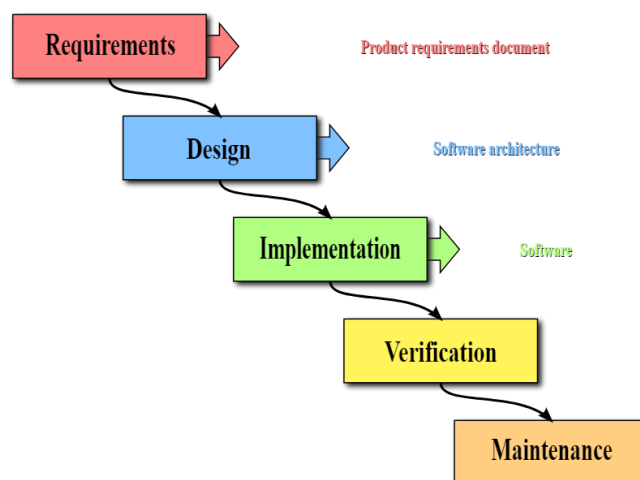 Requirements
Product requirements document
Design
Software architecture
Implementation
Software
Verification
Maintenance